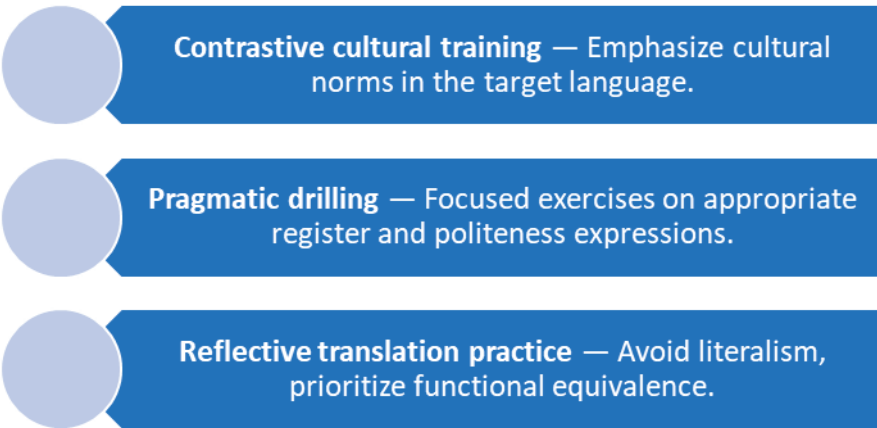 Contrastive cultural training — Emphasize cultural
norms in the target language.
Pragmatic drilling — Focused exercises on appropriate
register and politeness expressions.
Reflective translation practice — Avoid literalism,
prioritize functional equivalence.